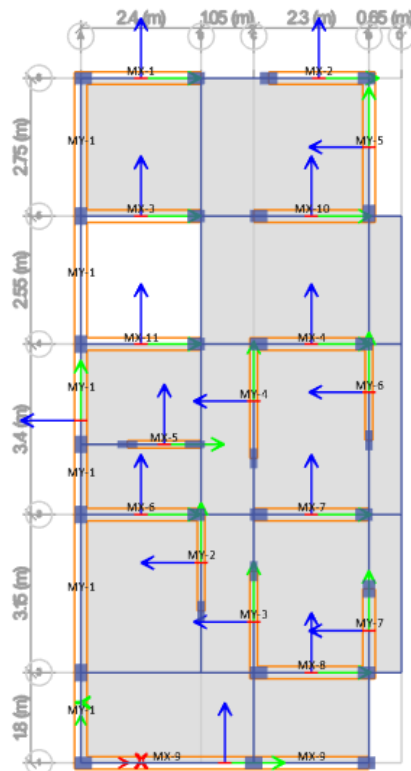 2.4 (m) 1.05 (m) 2.3 (m) 0.65 (m)
MX-1 MX-2
2.75 (m)
MY-1 MY-5
MX-3 MX-10
2.55 (m)
MY-1
MX-11 MX-4
MY-1 MY-4 MY-6
3.4 (m)
MX-5
MY-1
MX-6 MX-7
MY-2
3.15 (m)
MY-1 MY-3 MY-7
MX-8
1.8 (m)
MY-1
MX-9 MX-9